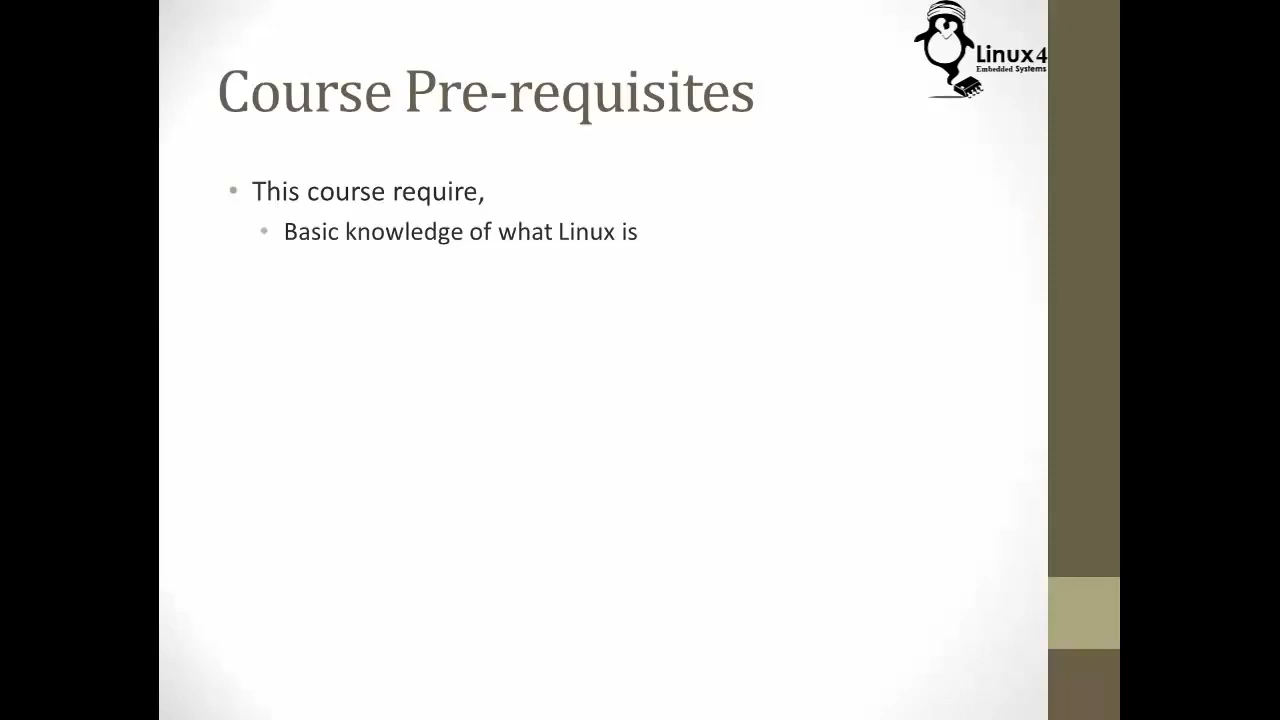 Linux 4
Embedded Systems
Course Pre-requisites
This course require,
Basic knowledge of what Linux is